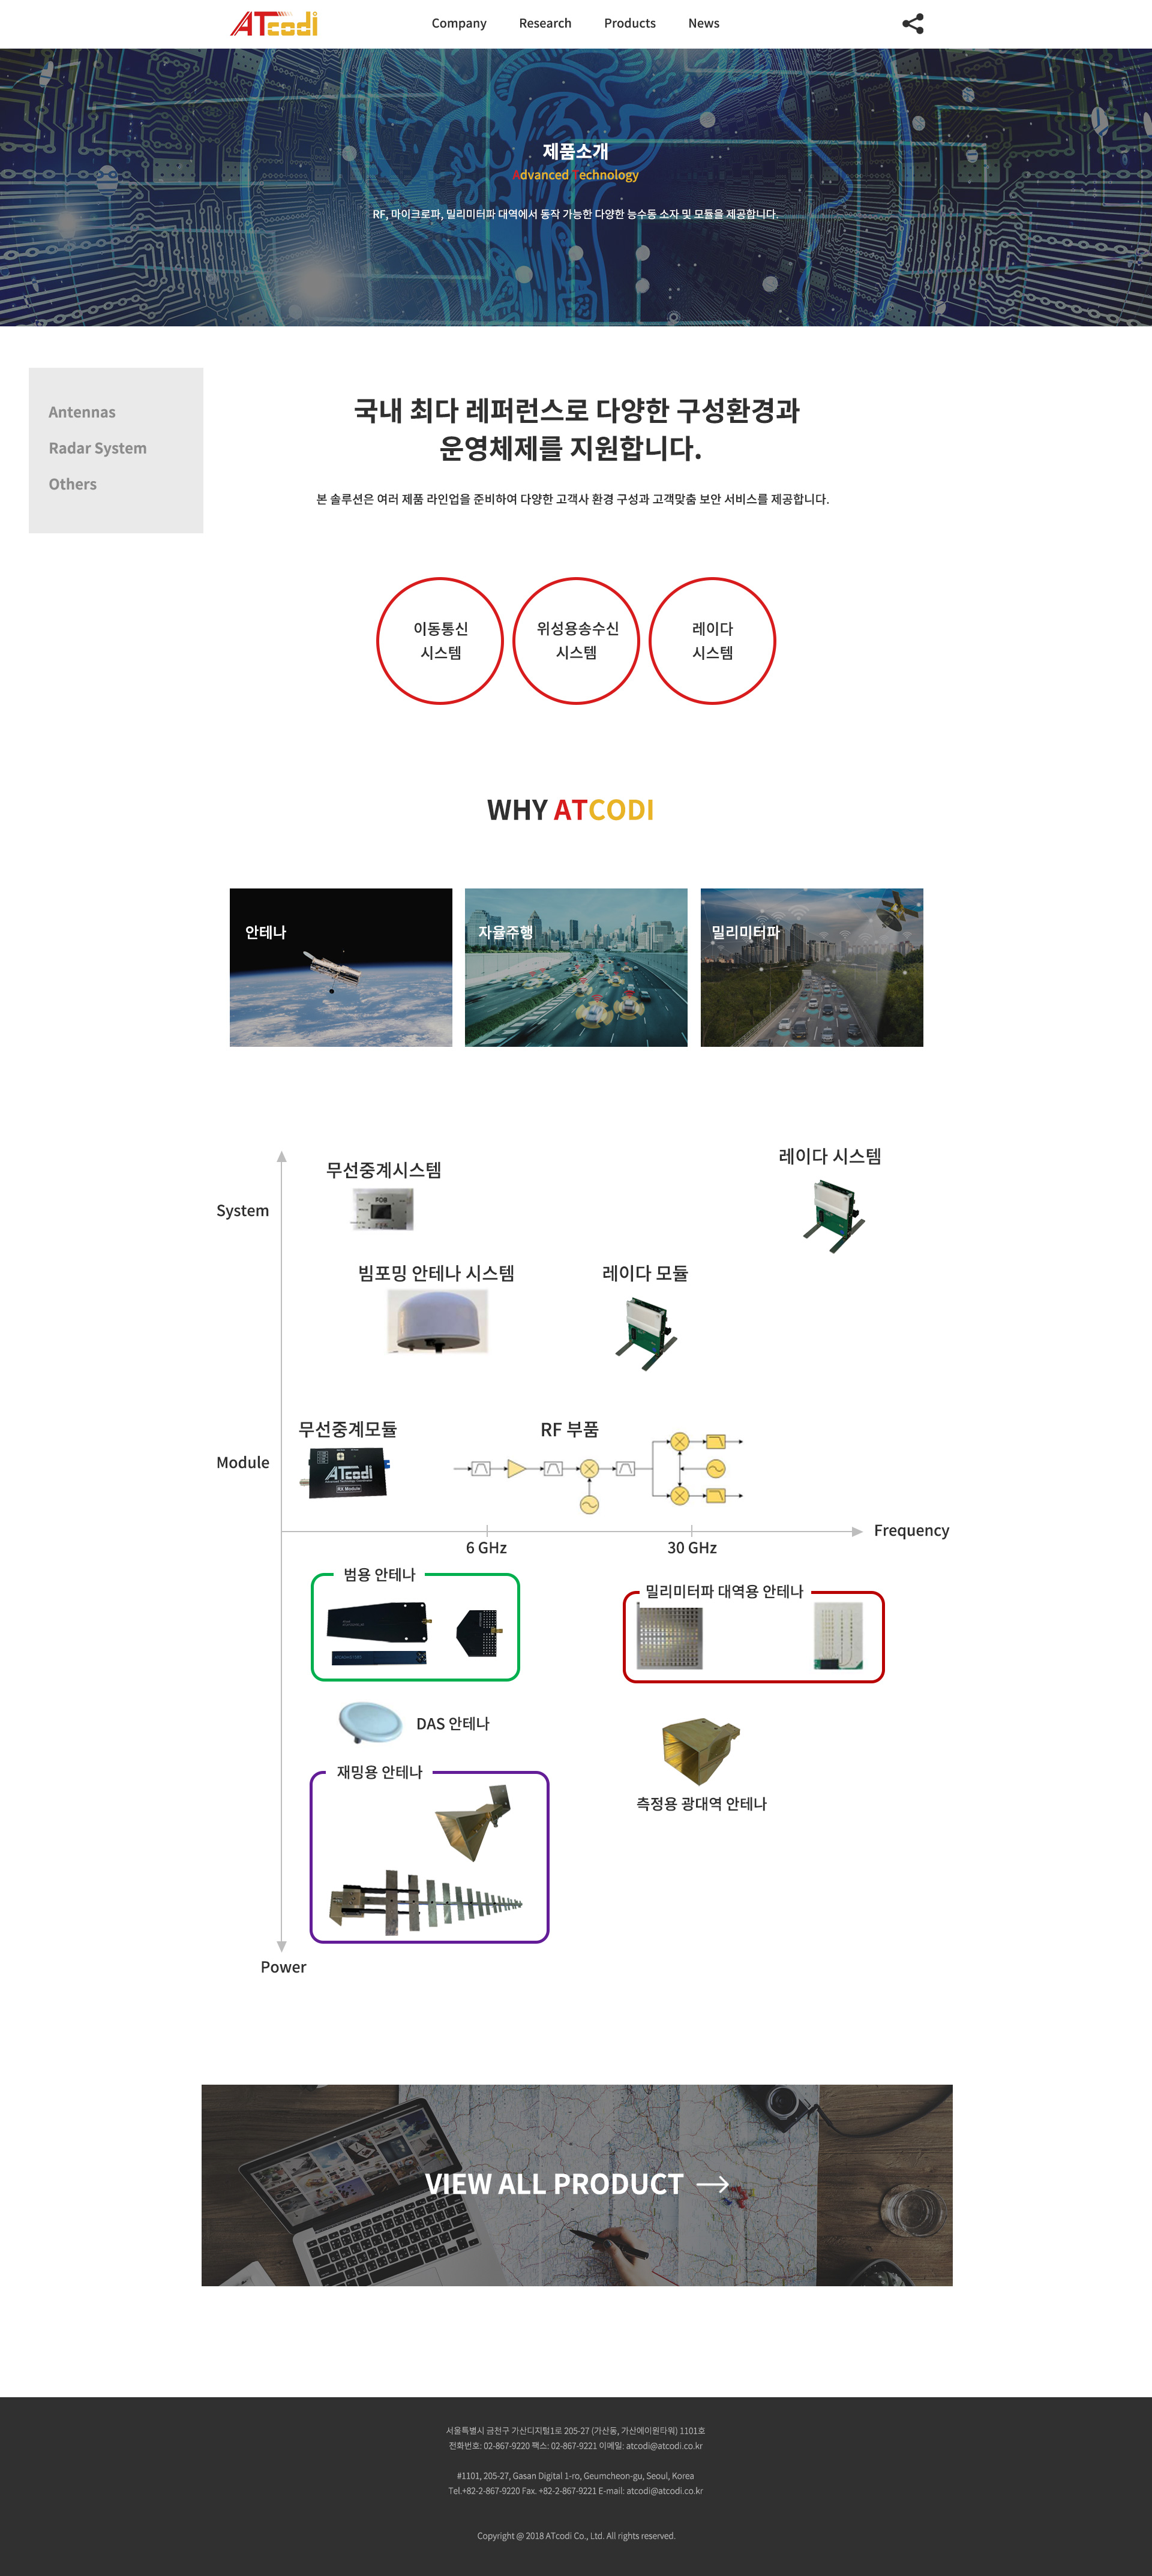 ATcodi
Company Research Products News
제품소개
Advanced Technology
RF, 마이크로파, 밀리미터파 대역에서 동작 가능한 다양한 능수동 소자 및 모듈을 제공합니다.
Antennas
Radar System
Others
국내 최다 레퍼런스로 다양한 구성환경과
운영체제를 지원합니다.
본 솔루션은 여러 제품 라인업을 준비하여 다양한 고객사 환경 구성과 고객맞춤 보안 서비스를 제공합니다.
이동통신
시스템
위성용송수신
시스템
레이다
시스템
WHY ATCODI
안테나
자율주행
밀리미터파
System
무선중계시스템
FOB
레이다 시스템
빔포밍 안테나 시스템
레이다 모듈
Module
무선중계모듈
ATcodi
RX Module
RF 부품
Frequency
6 GHz
30 GHz
범용 안테나
밀리미터파 대역용 안테나
DAS 안테나
재밍용 안테나
측정용 광대역 안테나
Power
VIEW ALL PRODUCT
서울특별시 금천구 가산디지털1로 205-27 (가산동, 가산에이원타워) 1101호
전화번호: 02-867-9220 팩스: 02-867-9221 이메일: atcodi@atcodi.co.kr
#1101, 205-27, Gasan Digital 1-ro, Geumcheon-gu, Seoul, Korea
Tel.+82-2-867-9220 Fax. +82-2-867-9221 E-mail: atcodi@atcodi.co.kr
Copyright @ 2018 ATcodi Co., Ltd. All rights reserved.